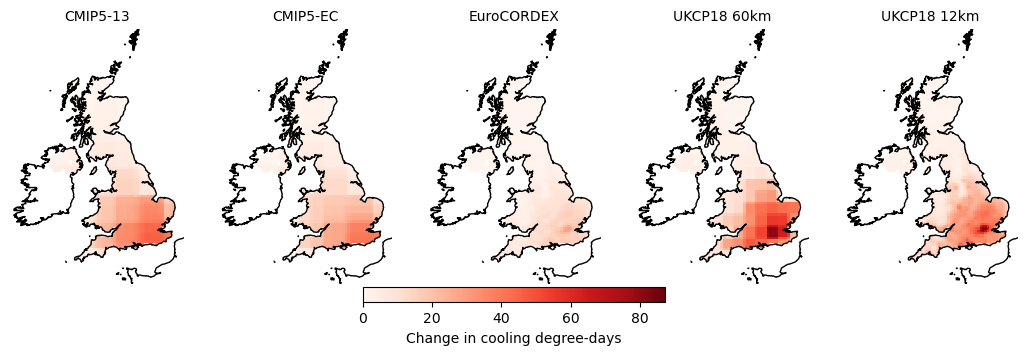 CMIP5-13 CMIP5-EC EuroCORDEX UKCP18 60km UKCP18 12km
0 20 40 60 80
Change in cooling degree-days